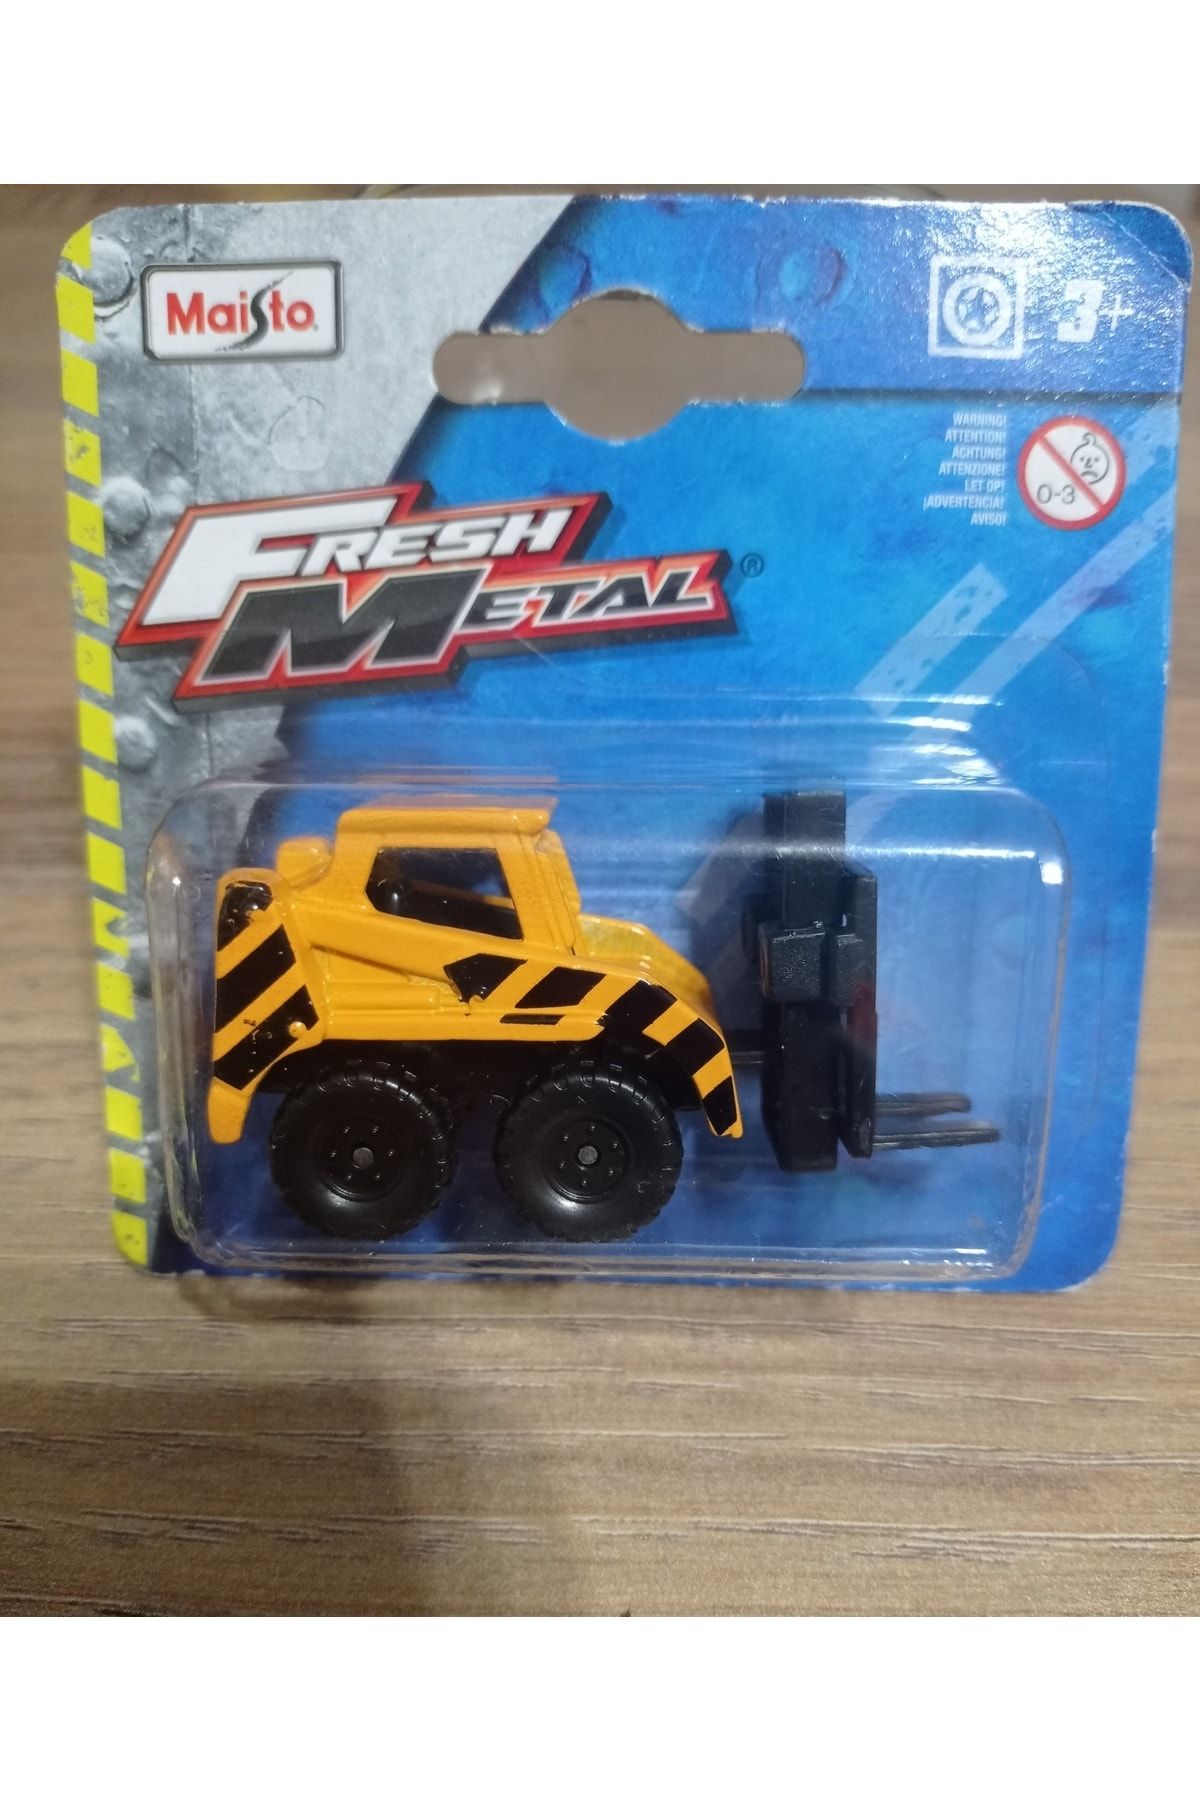 Maisto
3+
WARNING!
ATTENTION!
ACHTUNG!
ATTENZIONE!
LET OP!
¡ADVERTENCIA!
AVISO!
0-3
FRESH
METAL®